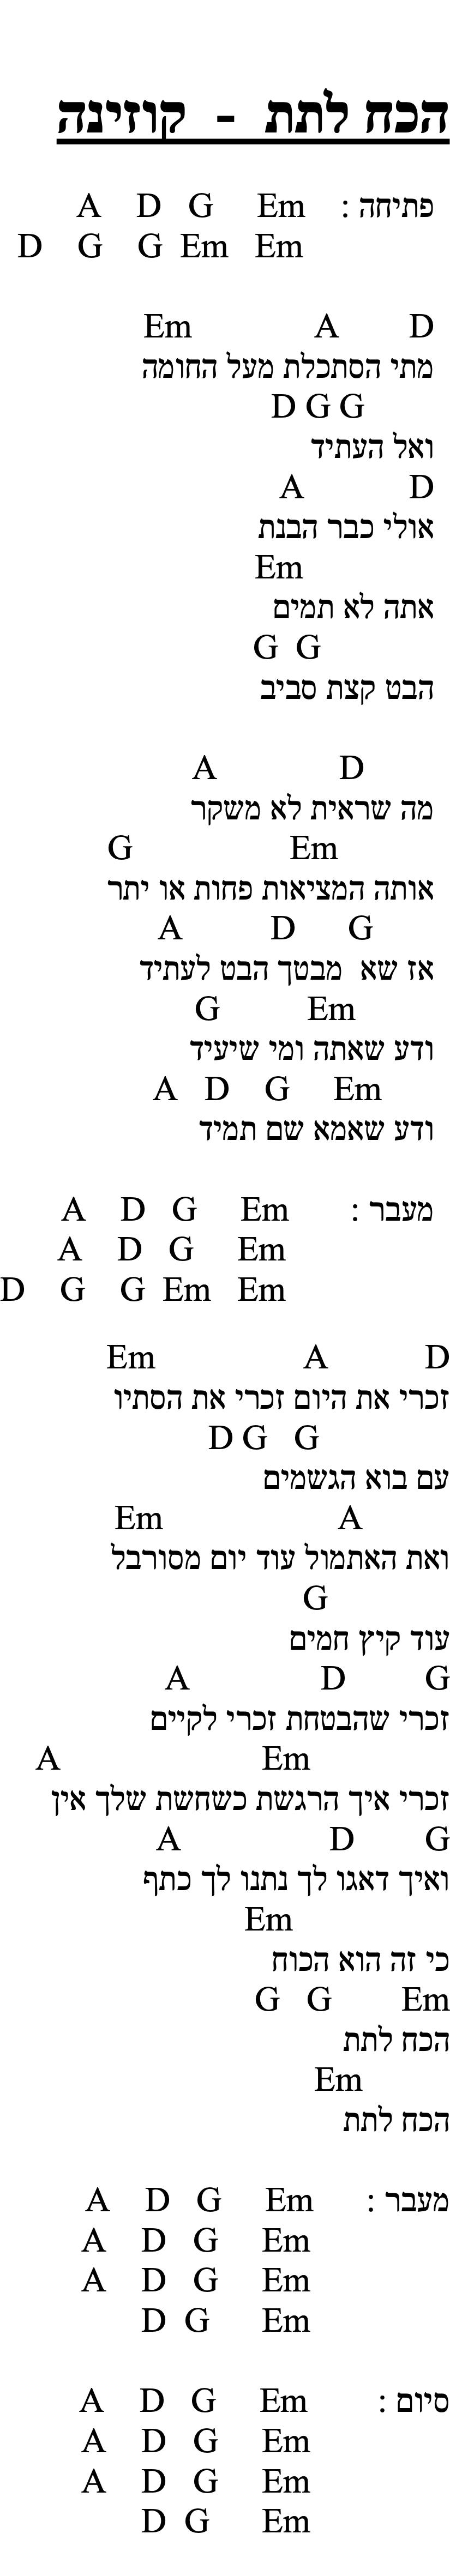 הכח לתת - קוזינה
פתיחה : Em G D A
Em Em G G D
D A Em
מתי הסתכלת מעל החומה
G G D
ואל העתיד
D A
אולי כבר הבנת
Em
אתה לא תמים
G G
הבט קצת סביב
D A
מה שראית לא משקר
Em G
אותה המציאות פחות או יתר
G D A
אז שא מבטך הבט לעתיד
Em G
ודע שאתה ומי שיעיד
Em G D A
ודע שאמא שם תמיד
מעבר : Em G D A
Em G D A
Em Em G G D
D A Em
זכרי את היום זכרי את הסתיו
G G D
עם בוא הגשמים
A Em
ואת האתמול עוד יום מסורבל
G
עוד קיץ חמים
G D A
זכרי שהבטחת זכרי לקיים
Em A
זכרי איך הרגשת כשחשת שלך אין
G D A
ואיך דאגו לך נתנו לך כתף
Em
כי זה הוא הכוח
Em G G
הכח לתת
Em
הכח לתת
מעבר : Em G D A
Em G D A
Em G D A
Em G D
סיום : Em G D A
Em G D A
Em G D A
Em G D